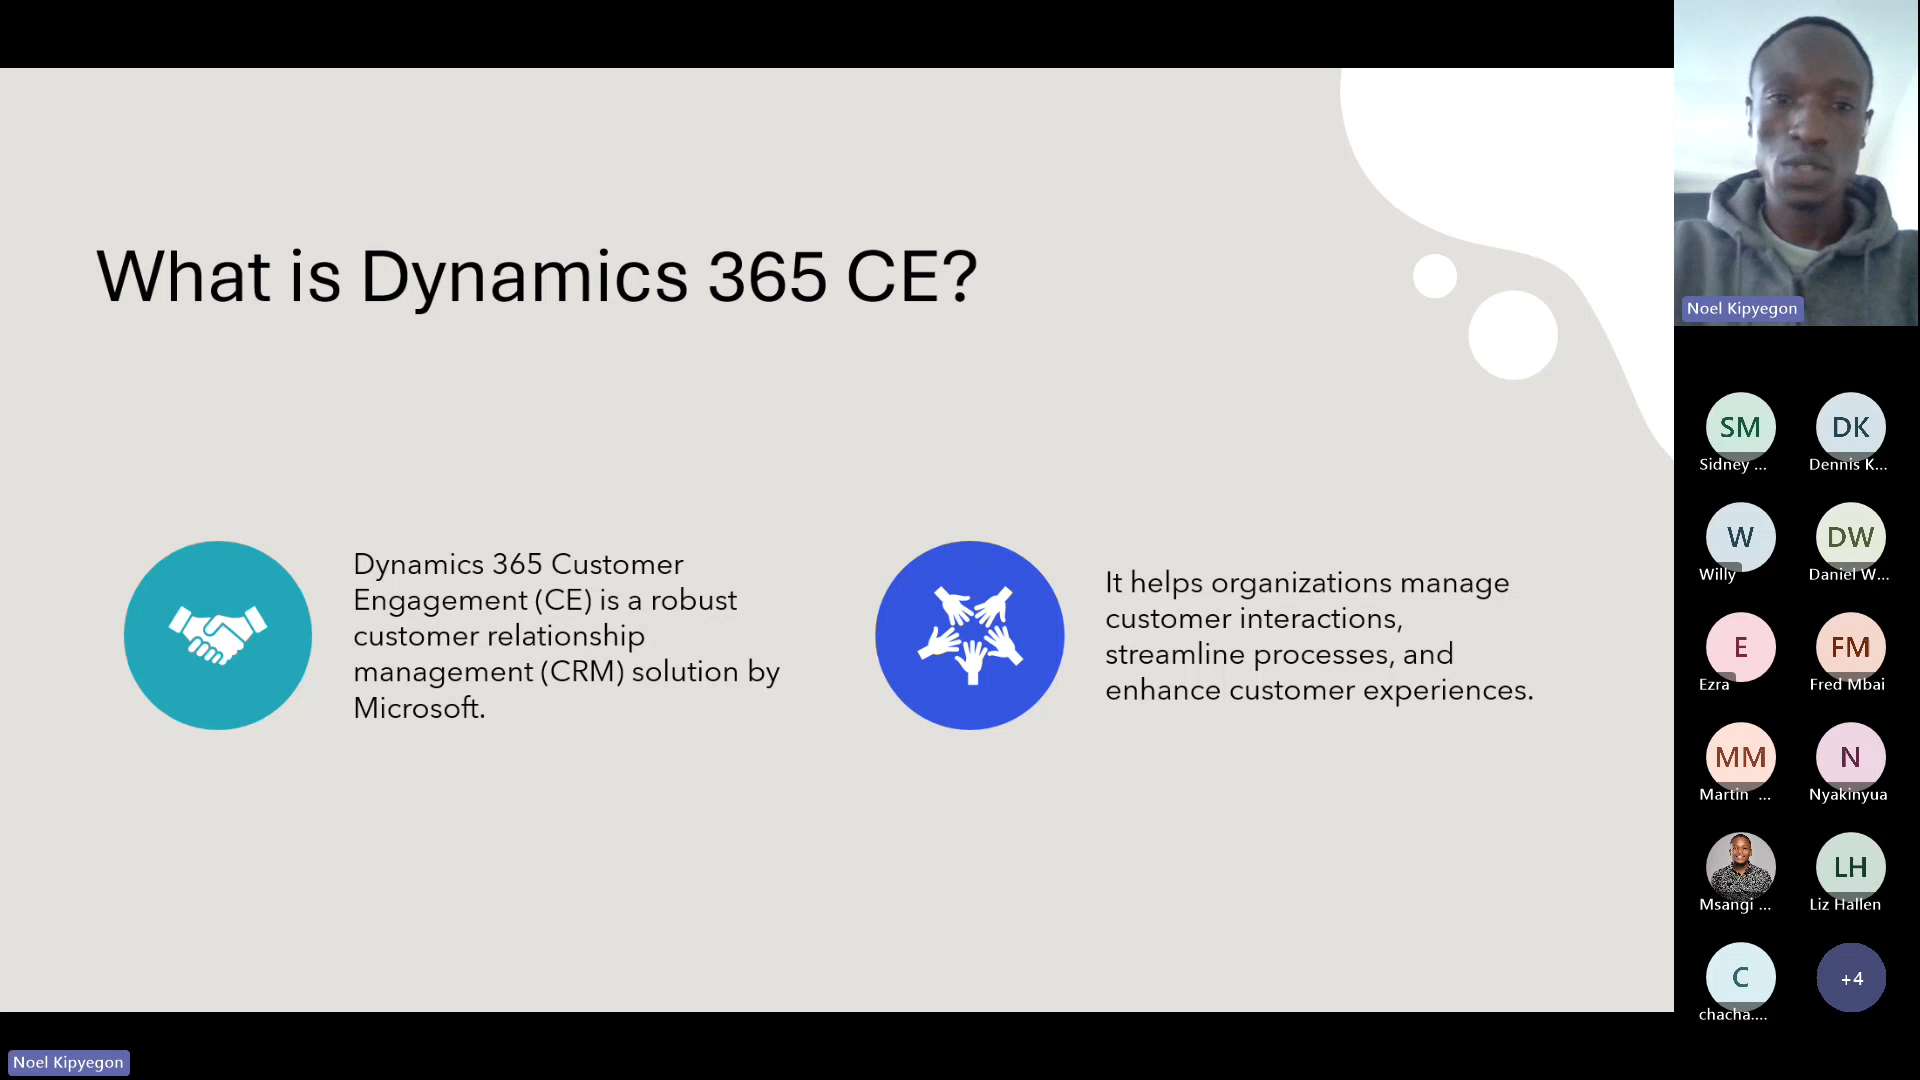 What is Dynamics 365 CE?
Dynamics 365 Customer
Engagement (CE) is a robust
customer relationship
management (CRM) solution by
Microsoft.
It helps organizations manage
customer interactions,
streamline processes, and
enhance customer experiences.
Noel Kipyegon
SM
Sidney ...
DK
Dennis K...
W
Willy
DW
Daniel W...
E
Ezra
FM
Fred Mbai
MM
Martin ...
N
Nyakinyua
Msangi ...
LH
Liz Hallen
C
chacha....
+4
Noel Kipyegon